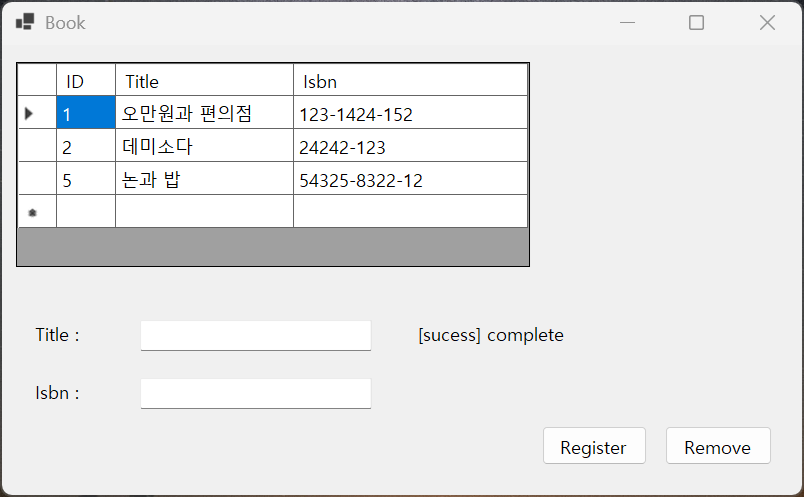 Book
ID Title Isbn
1 오만원과 편의점 123-1424-152
2 데미소다 24242-123
5 논과 밥 54325-8322-12
Title : [sucess] complete
Isbn :
Register Remove